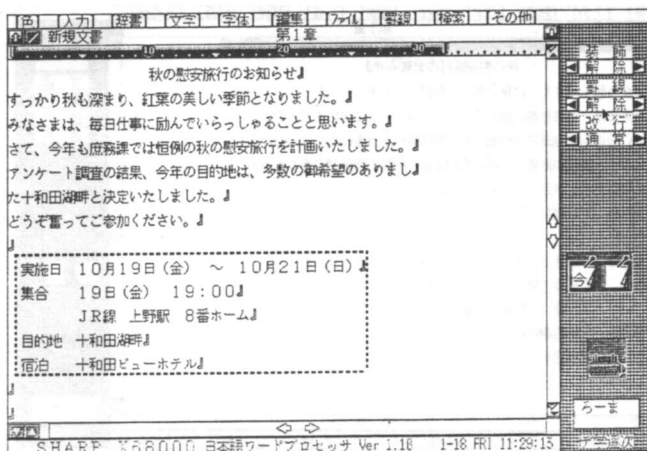 [色] [入力] [辞書] [文字] [字体] [編集] [ファイル] [罫線] [検索] [その他]
新規文書 第1章
10 20 30
秋の慰安旅行のお知らせ
すっかり秋も深まり、紅葉の美しい季節となりました。
みなさまは、毎日仕事に励んでいらっしゃることと思います。
さて、今年も庶務課では恒例の秋の慰安旅行を計画いたしました。
アンケート調査の結果、今年の目的地は、多数の御希望のありまし
た十和田湖畔と決定いたしました。
どうぞ奮ってご参加ください。
実施日 10月19日(金) ～ 10月21日(日)
集合 19日(金) 19:00
JR線 上野駅 8番ホーム
目的地 十和田湖畔
宿泊 十和田ビューホテル
装飾
解除
罫線
解除
改行
通常
今
ろーま
SHARP X68000 日本語ワードプロセッサ Ver 1.10 1-18 FRI 11:29:15